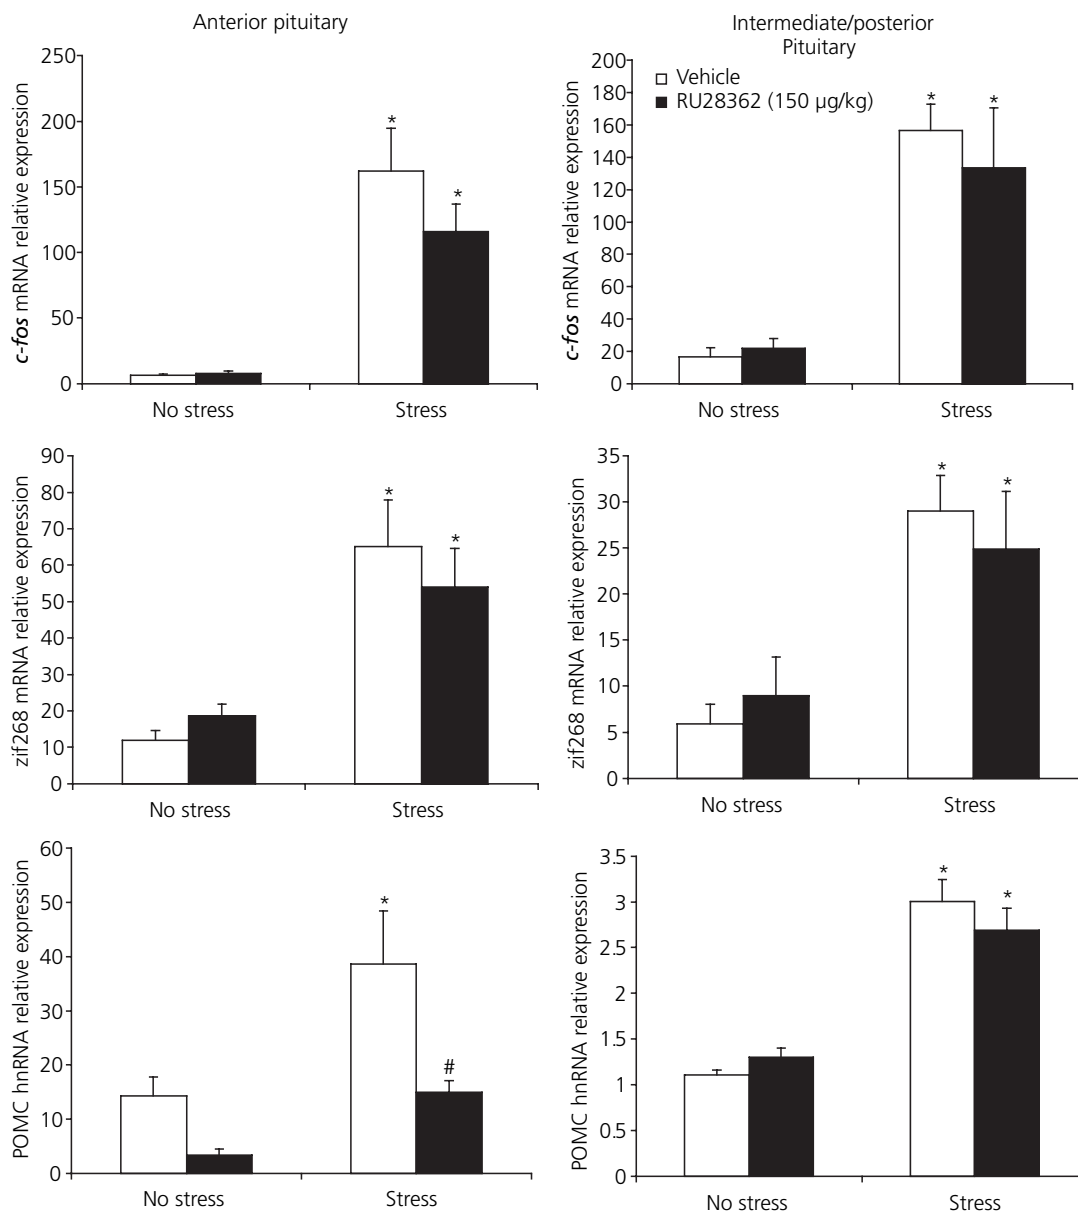 Anterior pituitary
Intermediate/posterior
Pituitary
c-fos mRNA relative expression
250
200
150
100
50
0
*
*
No stress
Stress
c-fos mRNA relative expression
200
180
160
140
120
100
80
60
40
20
0
Vehicle
RU28362 (150 µg/kg)
*
*
No stress
Stress
zif268 mRNA relative expression
90
80
70
60
50
40
30
20
10
0
*
*
No stress
Stress
zif268 mRNA relative expression
35
30
25
20
15
10
5
0
*
*
No stress
Stress
POMC hnRNA relative expression
60
50
40
30
20
10
0
*
#
No stress
Stress
POMC hnRNA relative expression
3.5
3
2.5
2
1.5
1
0.5
0
*
*
No stress
Stress